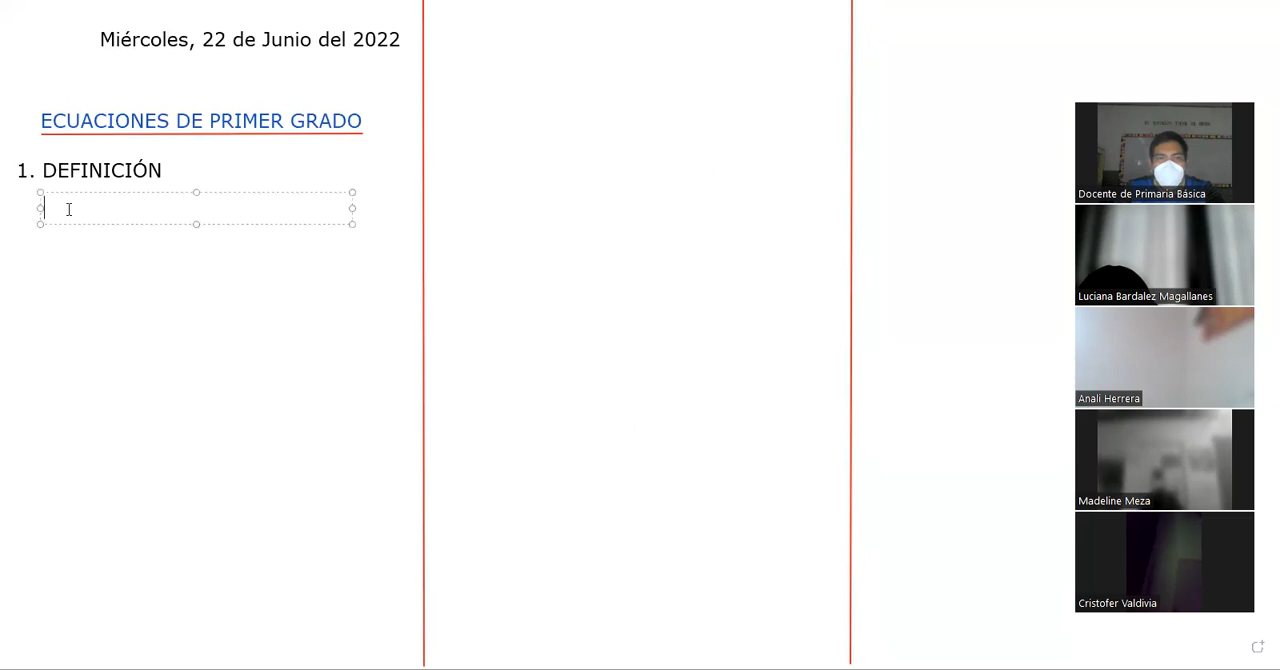 Miércoles, 22 de Junio del 2022
ECUACIONES DE PRIMER GRADO
1. DEFINICIÓN
Docente de Primaria Básica
Luciana Bardalez Magallanes
Anali Herrera
Madeline Meza
Cristofer Valdivia